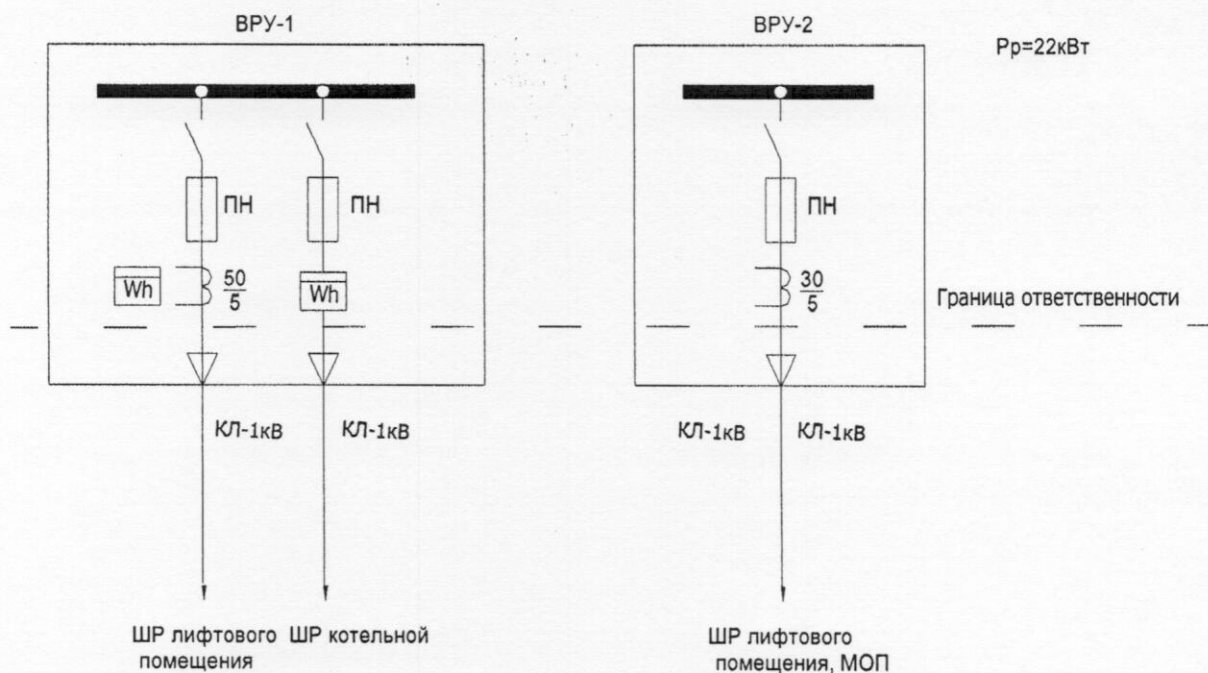 ВРУ-1
ВРУ-2
Рр=22кВт
ПН
ПН
ПН
Wh
50
5
Wh
30
5
Граница ответственности
КЛ-1кВ
КЛ-1кВ
КЛ-1кВ
КЛ-1кВ
ШР лифтового
помещения
ШР котельной
ШР лифтового
помещения, МОП